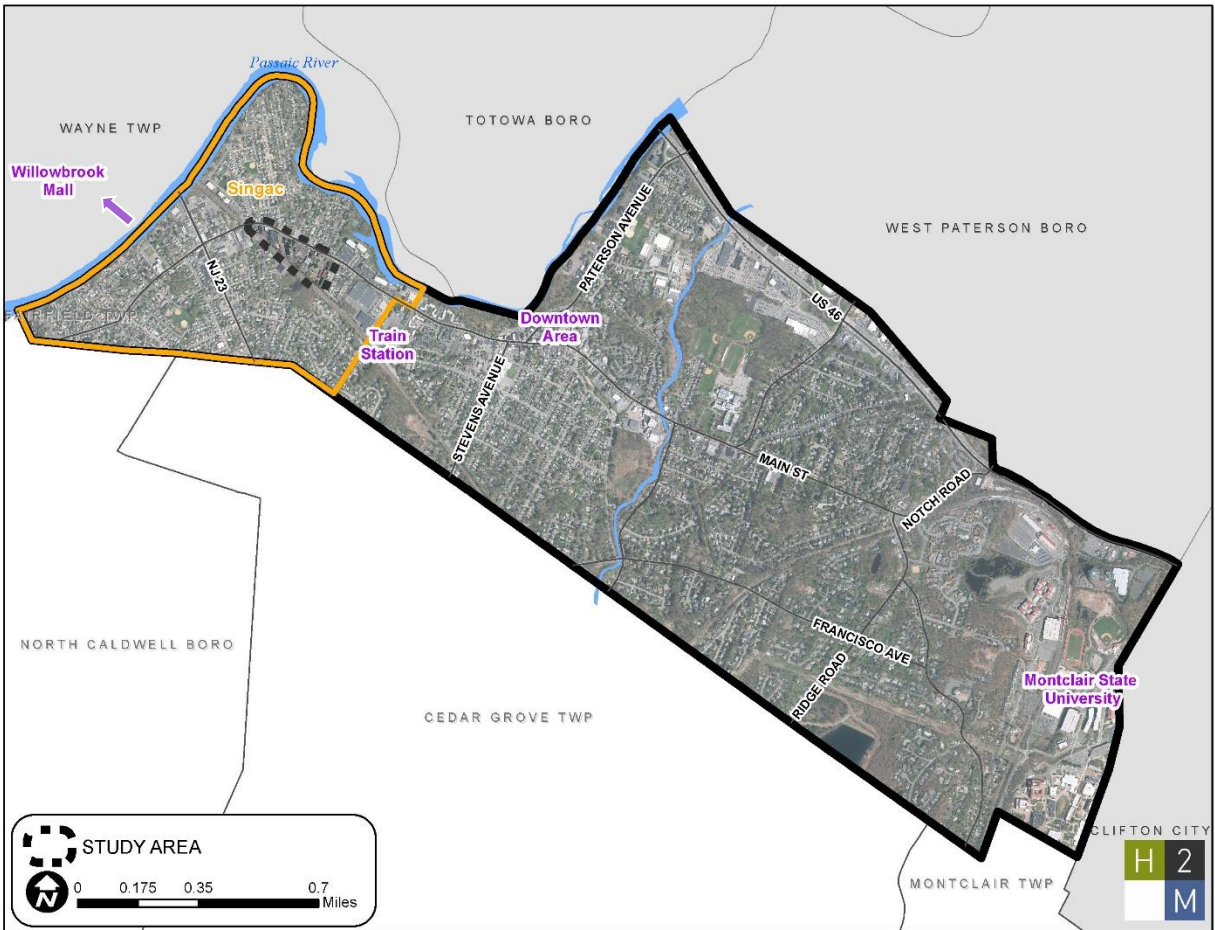 Passaic River
WAYNE TWP
TOTOWA BORO
Willowbrook
Mall
Singac
WEST PATERSON BORO
PATERSON AVENUE
NJ-23
US 46
FAIRFIELD TWP
Downtown
Area
Train
Station
STEVENS AVENUE
MAIN ST
NOTCH ROAD
NORTH CALDWELL BORO
FRANCISCO AVE
RIDGE ROAD
Montclair State
University
CEDAR GROVE TWP
STUDY AREA
N
0 0.175 0.35 0.7
Miles
CLIFTON CITY
MONTCLAIR TWP
H 2
M